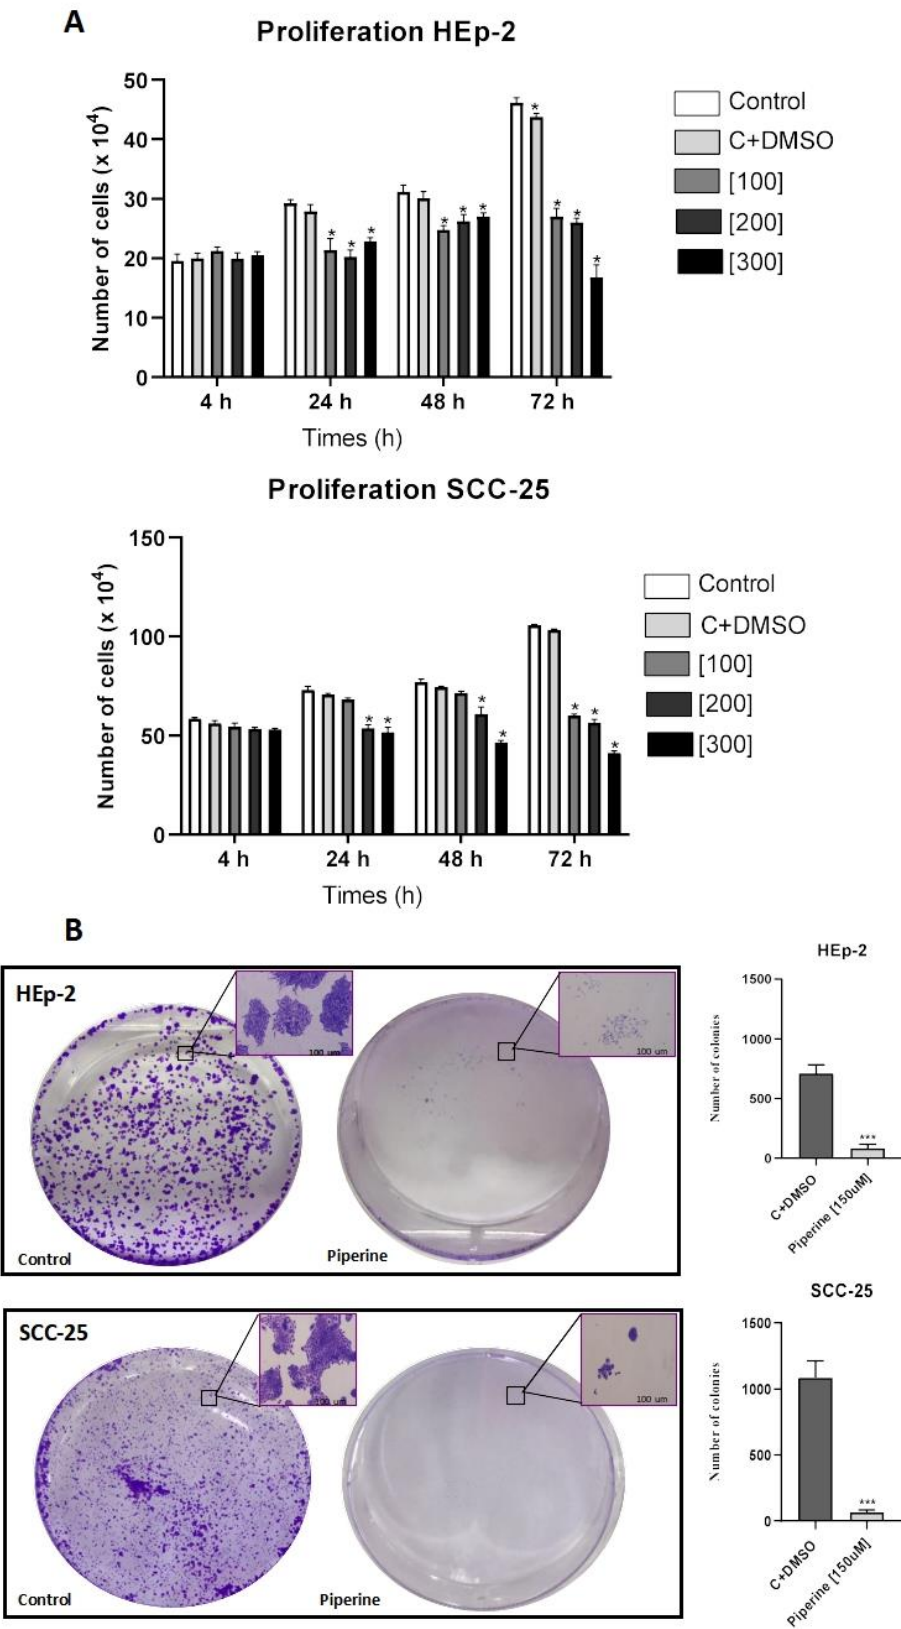 A
Proliferation HEp-2
Number of cells (x 10⁴)
50
40
30
20
10
0
* * * * * * * * * * *
4 h 24 h 48 h 72 h
Times (h)
Control
C+DMSO
[100]
[200]
[300]
Proliferation SCC-25
Number of cells (x 10⁴)
150
100
50
0
* * * * * * *
4 h 24 h 48 h 72 h
Times (h)
Control
C+DMSO
[100]
[200]
[300]
B
HEp-2
100 um
100 um
Control
Piperine
HEp-2
Number of colonies
1500
1000
500
0
***
C+DMSO
Piperine [150uM]
SCC-25
100 um
100 um
Control
Piperine
SCC-25
Number of colonies
1500
1000
500
0
***
C+DMSO
Piperine [150uM]